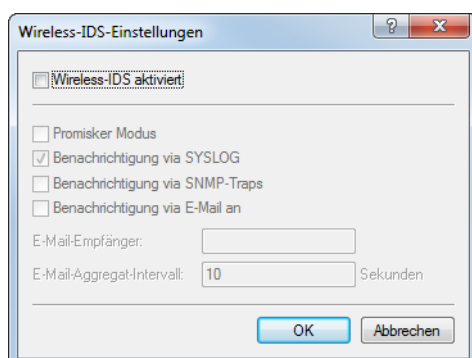 Wireless-IDS-Einstellungen
Wireless-IDS aktiviert
Promisker Modus
Benachrichtigung via SYSLOG
Benachrichtigung via SNMP-Traps
Benachrichtigung via E-Mail an
E-Mail-Empfänger:
E-Mail-Aggregat-Intervall: 10 Sekunden
OK Abbrechen